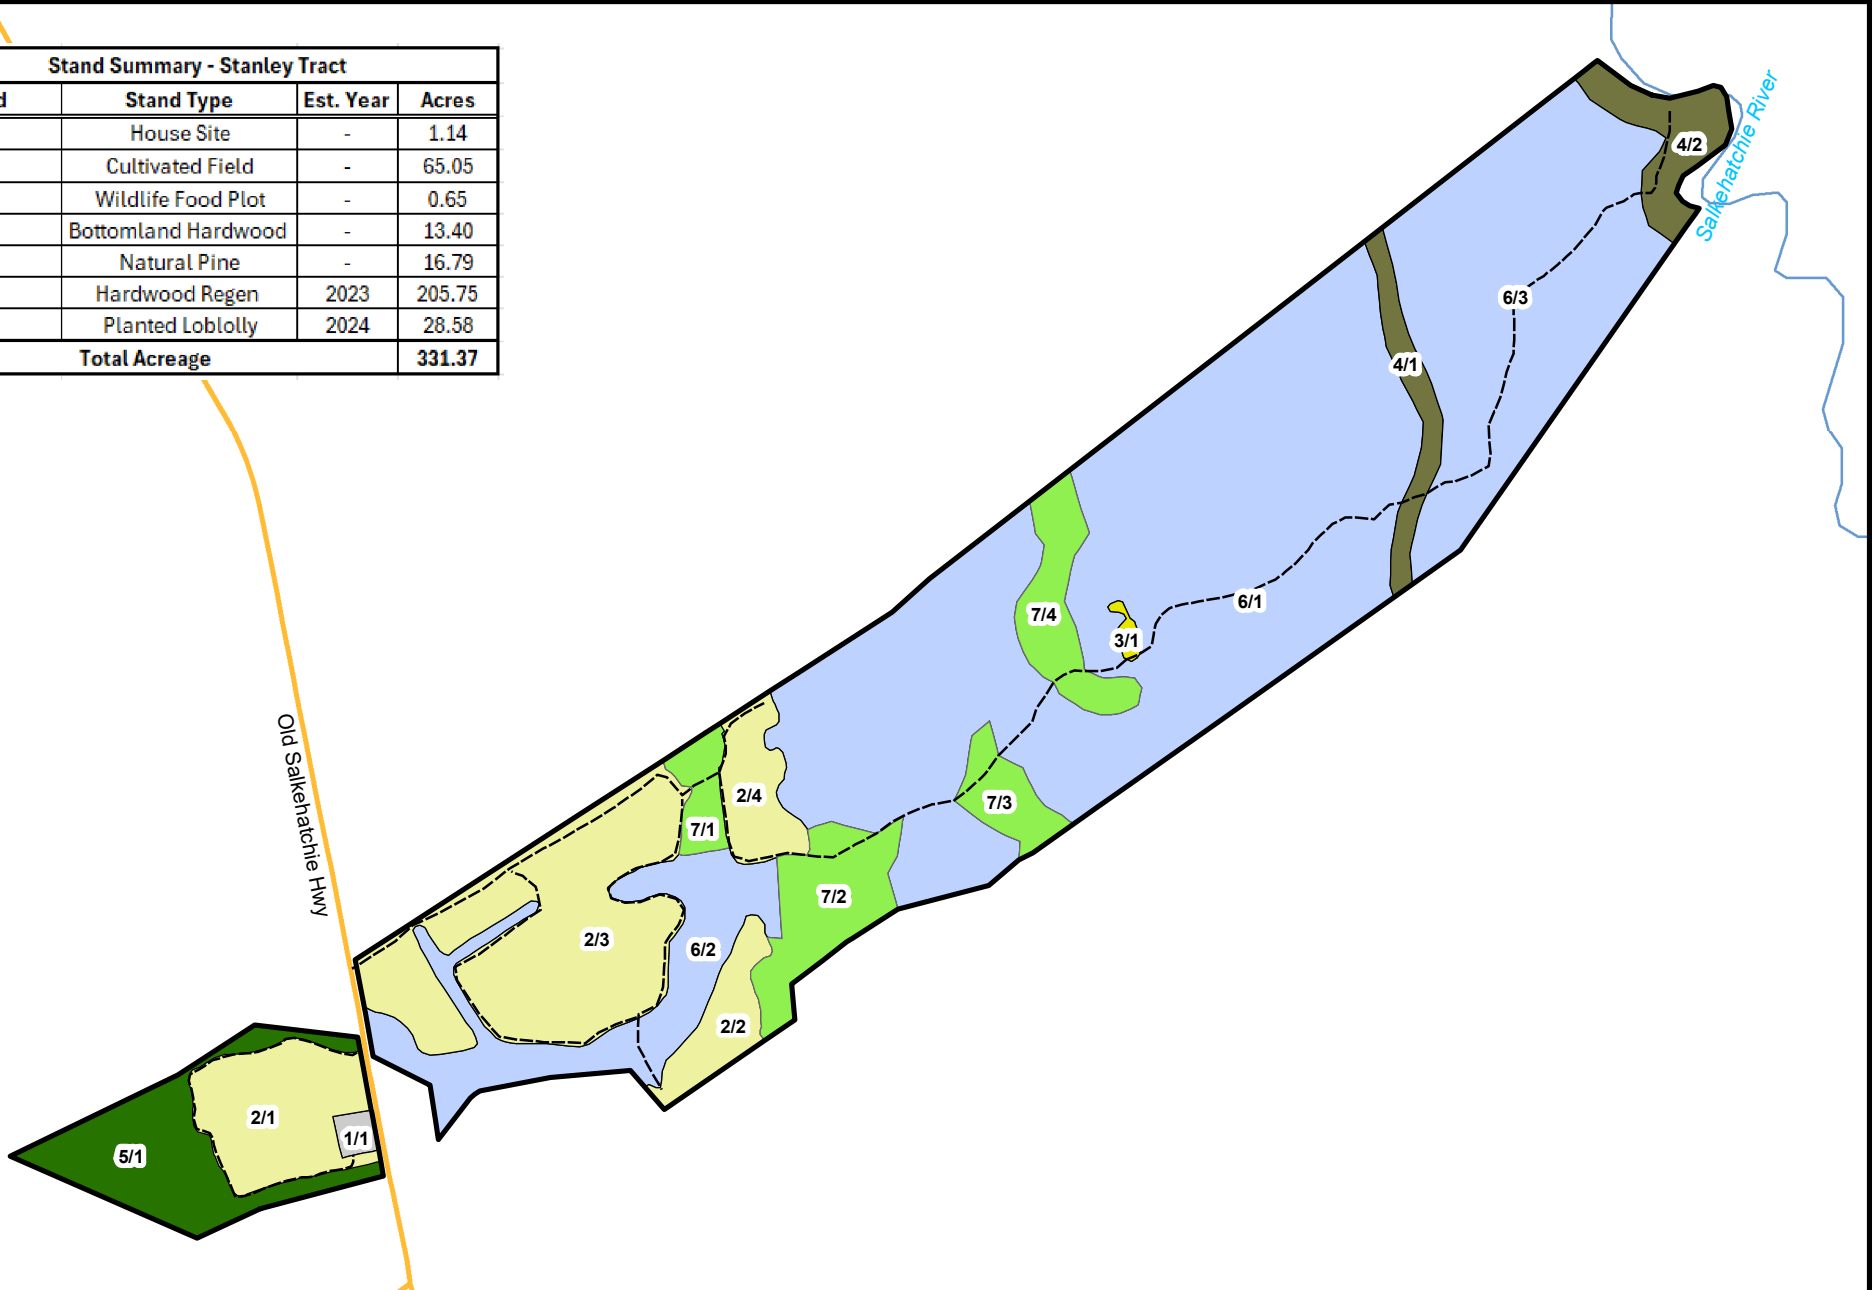 Stand Summary - Stanley Tract
d Stand Type Est. Year Acres
House Site - 1.14
Cultivated Field - 65.05
Wildlife Food Plot - 0.65
Bottomland Hardwood - 13.40
Natural Pine - 16.79
Hardwood Regen 2023 205.75
Planted Loblolly 2024 28.58
Total Acreage 331.37
4/2
Salkehatchie River
6/3
4/1
6/1
7/4
3/1
2/4
7/3
7/1
Old Salkehatchie Hwy
7/2
2/3
6/2
2/2
2/1
1/1
5/1